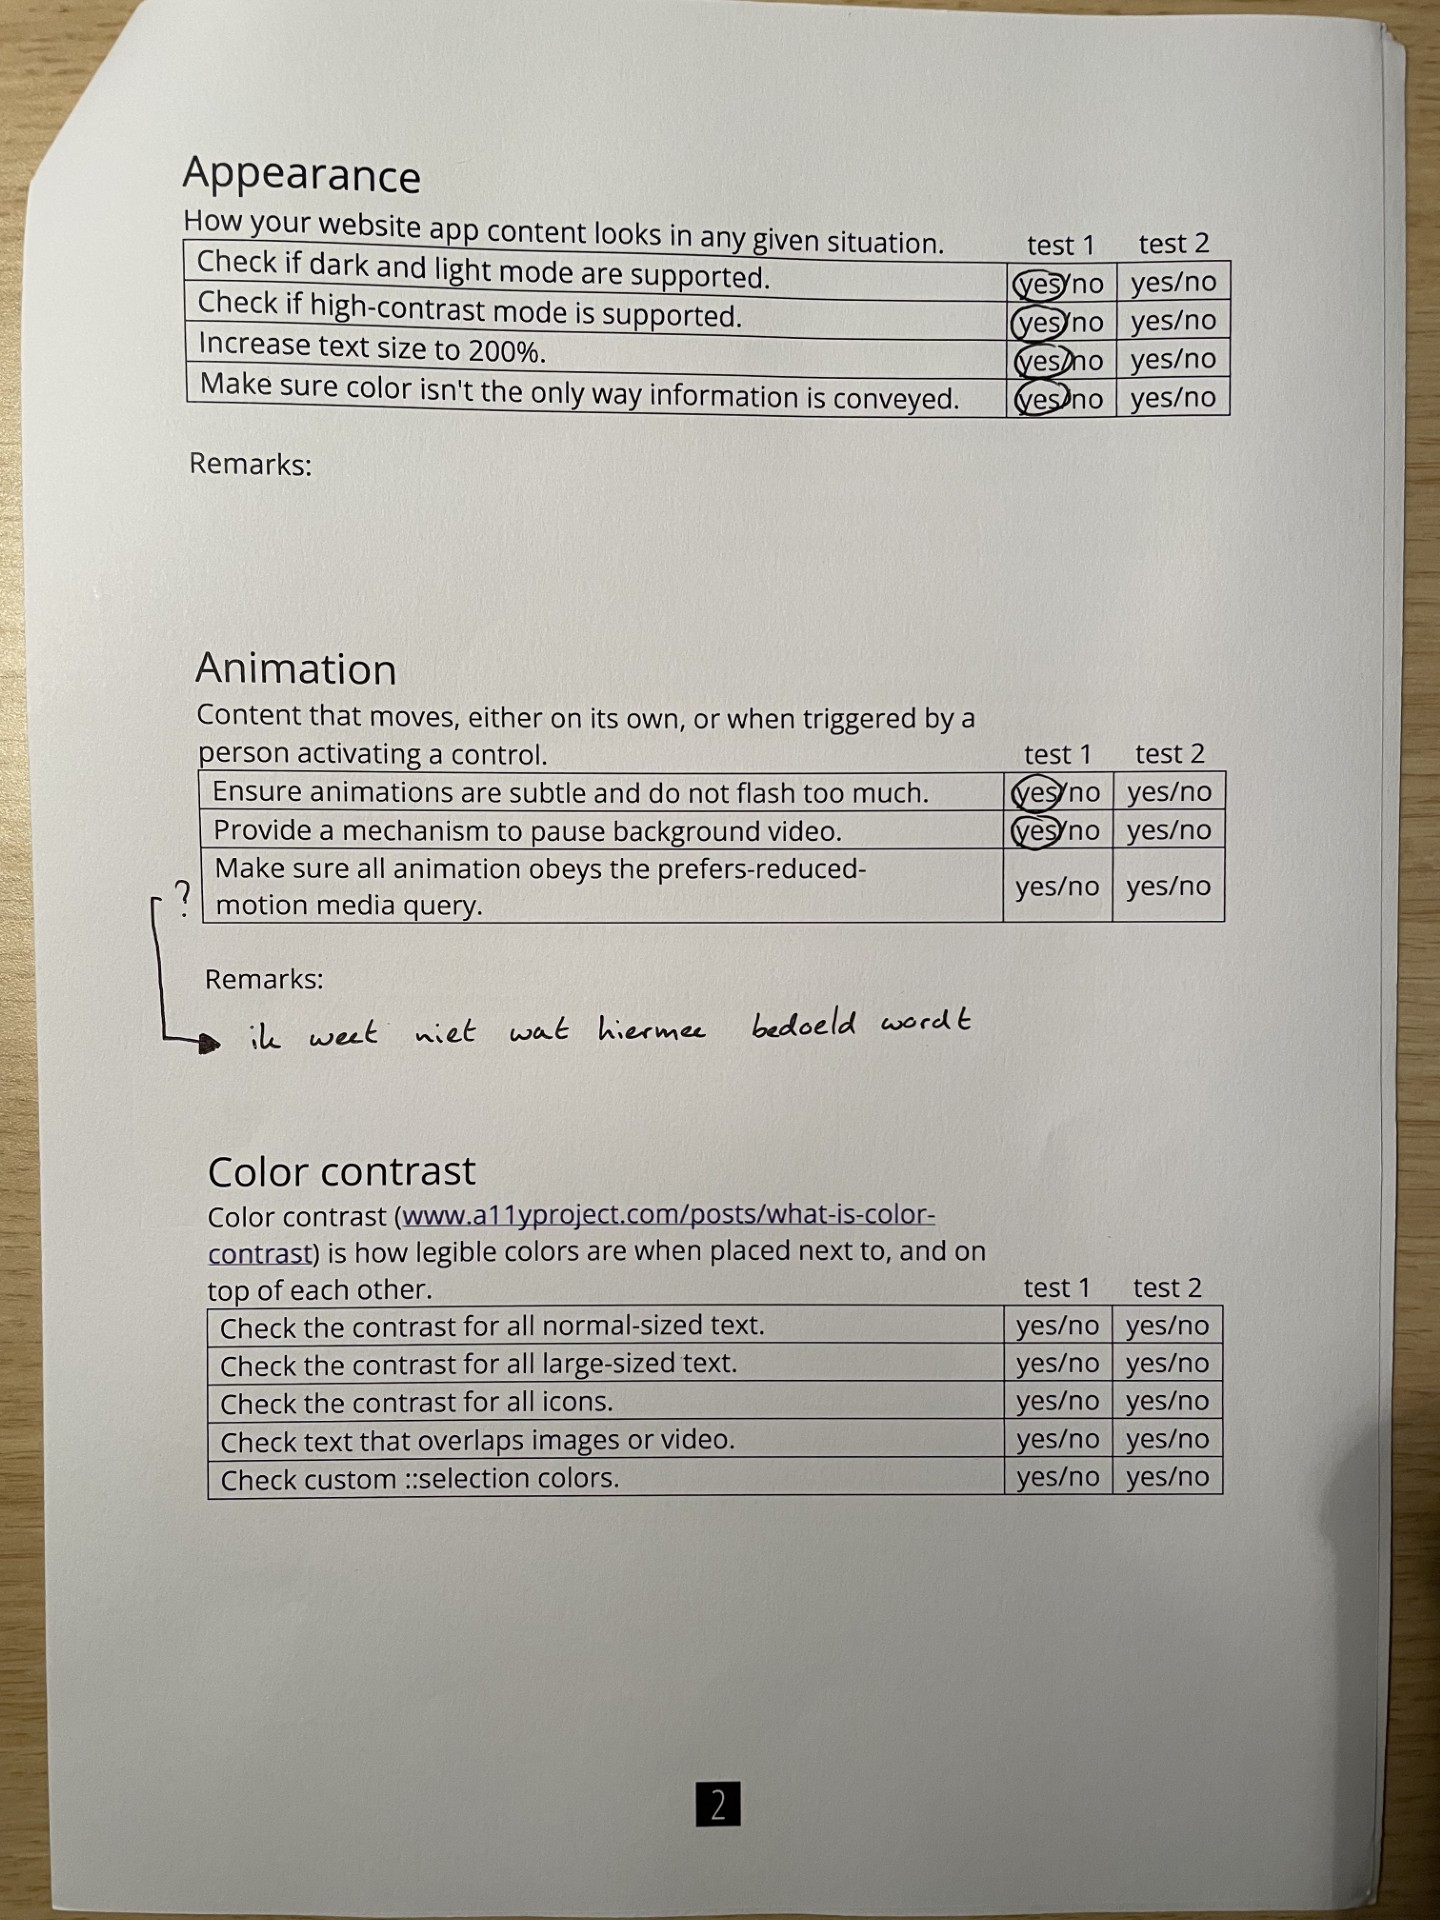 Appearance
How your website app content looks in any given situation. test 1 test 2
Check if dark and light mode are supported. yes/no yes/no
Check if high-contrast mode is supported. yes/no yes/no
Increase text size to 200%. yes/no yes/no
Make sure color isn't the only way information is conveyed. yes/no yes/no
Remarks:
Animation
Content that moves, either on its own, or when triggered by a
person activating a control. test 1 test 2
Ensure animations are subtle and do not flash too much. yes/no yes/no
Provide a mechanism to pause background video. yes/no yes/no
Make sure all animation obeys the prefers-reduced-
? motion media query. yes/no yes/no
Remarks:
ik weet niet wat hiermee bedoeld wordt
Color contrast
Color contrast (www.a11yproject.com/posts/what-is-color-
contrast) is how legible colors are when placed next to, and on
top of each other. test 1 test 2
Check the contrast for all normal-sized text. yes/no yes/no
Check the contrast for all large-sized text. yes/no yes/no
Check the contrast for all icons. yes/no yes/no
Check text that overlaps images or video. yes/no yes/no
Check custom ::selection colors. yes/no yes/no
2